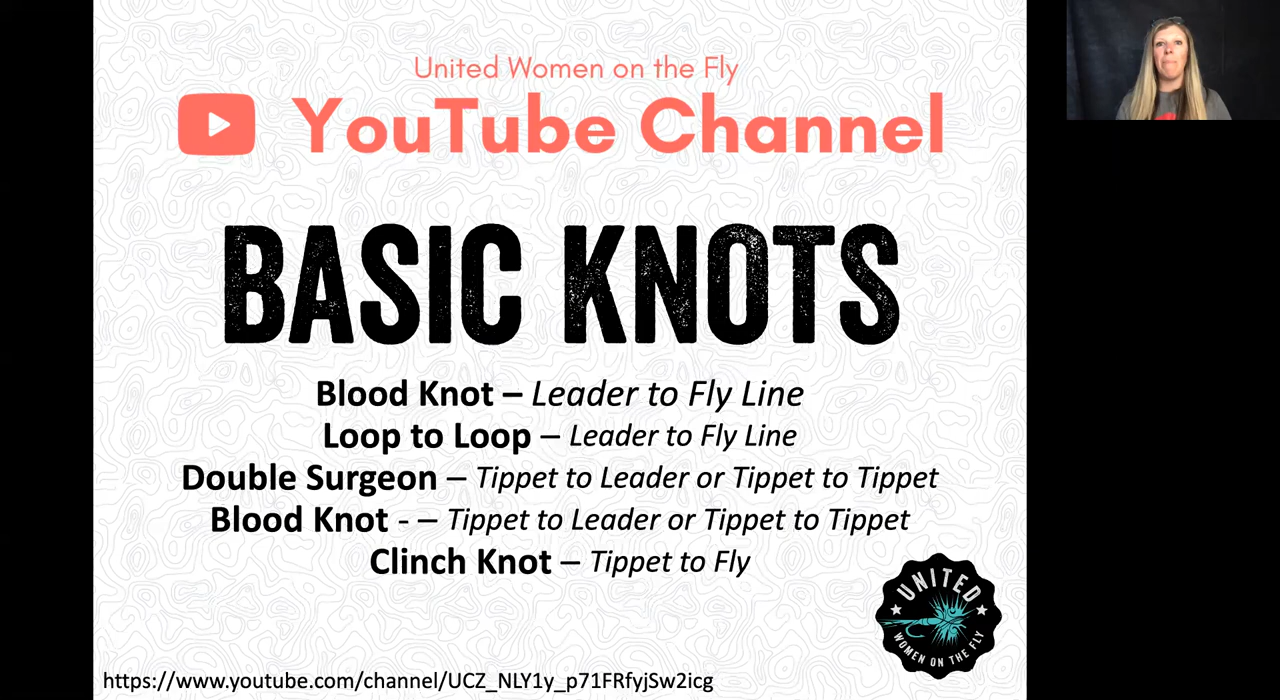 United Women on the Fly
YouTube Channel
BASIC KNOTS
Blood Knot – Leader to Fly Line
Loop to Loop – Leader to Fly Line
Double Surgeon – Tippet to Leader or Tippet to Tippet
Blood Knot - – Tippet to Leader or Tippet to Tippet
Clinch Knot – Tippet to Fly
UNITED
WOMEN ON THE FLY
https://www.youtube.com/channel/UCZ_NLY1y_p71FRfyjSw2icg